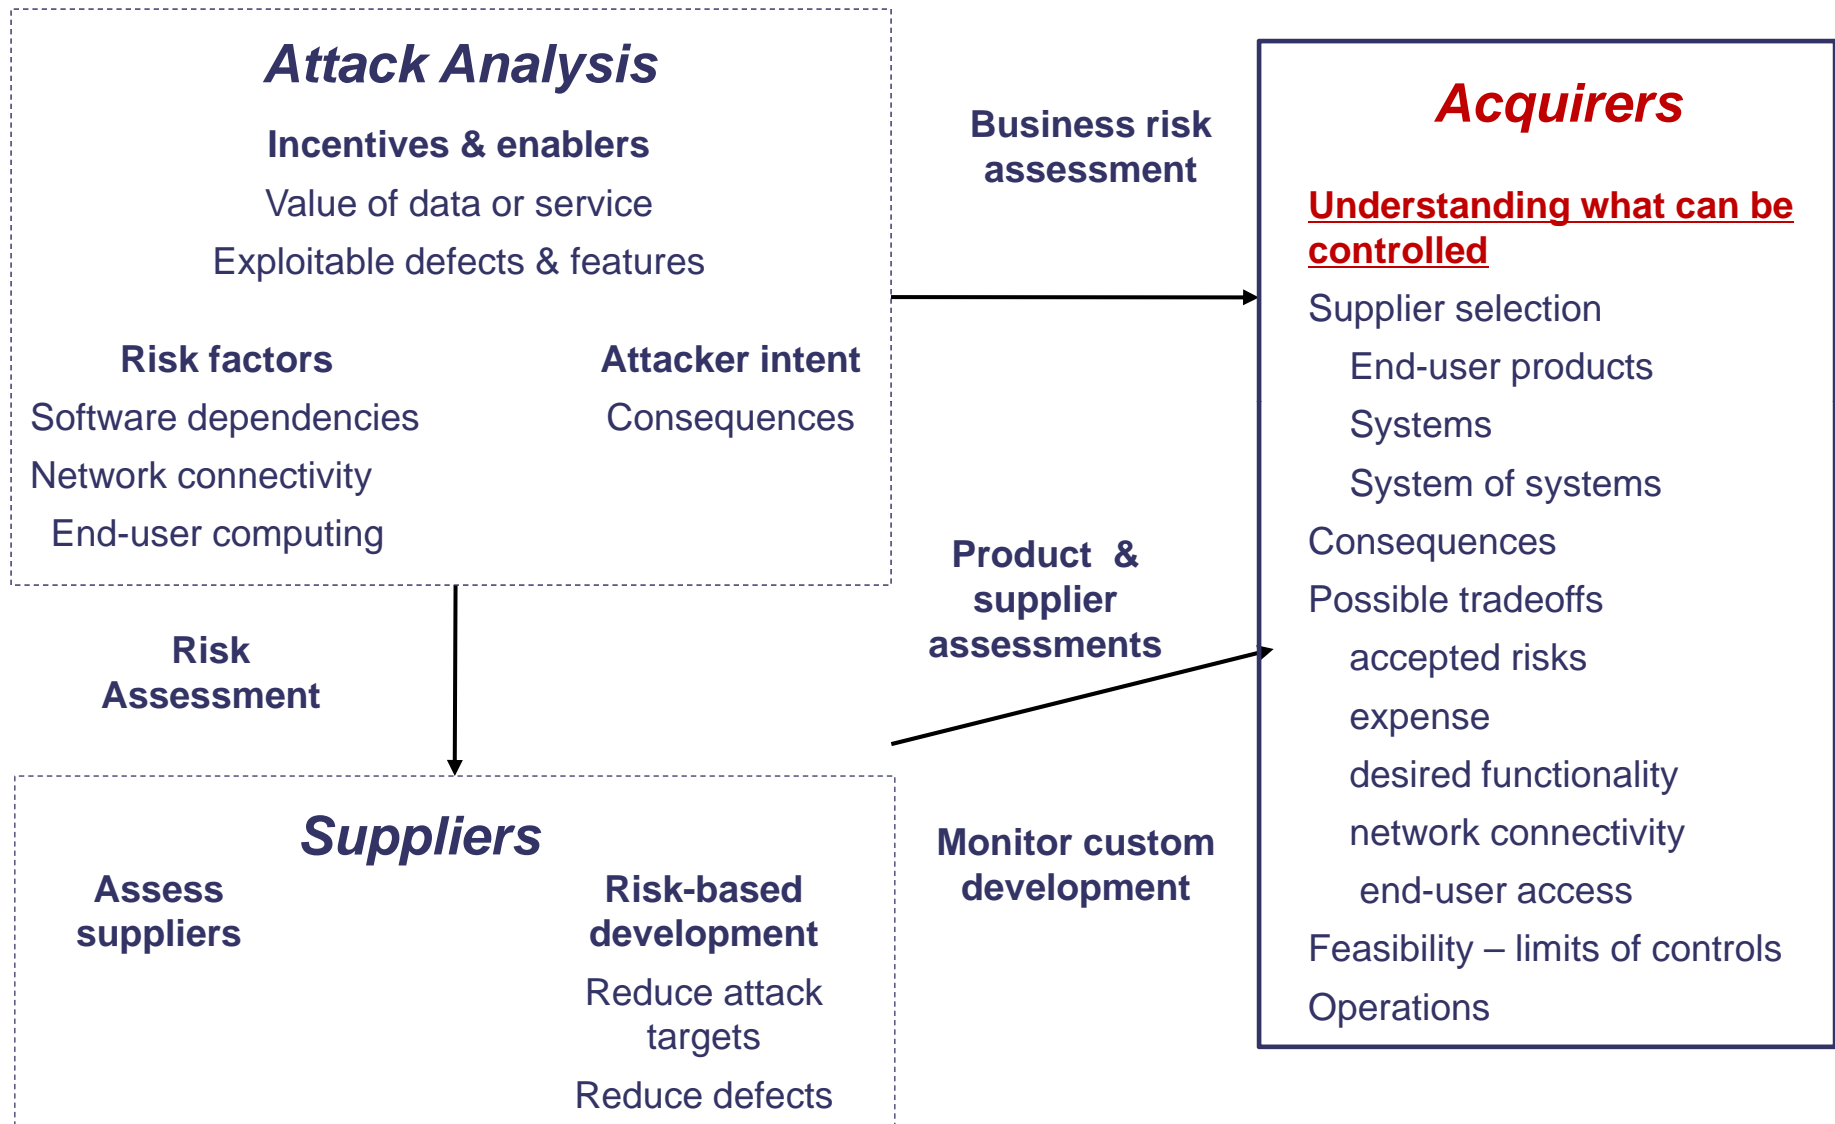 Attack Analysis
Incentives & enablers
Value of data or service
Exploitable defects & features
Risk factors
Software dependencies
Network connectivity
End-user computing
Attacker intent
Consequences
Business risk
assessment
Risk
Assessment
Product & 
supplier
assessments
Monitor custom
development
Suppliers
Assess
suppliers
Risk-based
development
Reduce attack
targets
Reduce defects
Acquirers
Understanding what can be
controlled
Supplier selection
End-user products
Systems
System of systems
Consequences
Possible tradeoffs
accepted risks
expense
desired functionality
network connectivity
end-user access
Feasibility – limits of controls
Operations